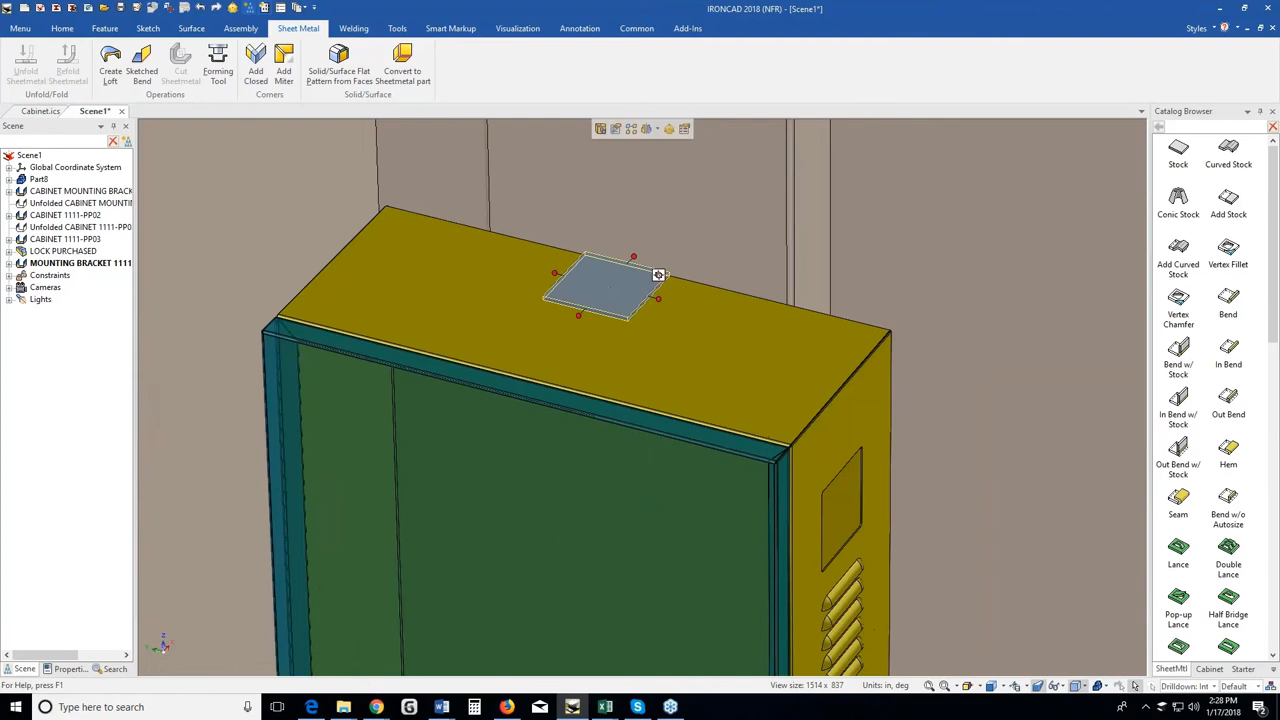 IRONCAD 2018 (NFR) - [Scene1*]
Menu Home Feature Sketch Surface Assembly Sheet Metal Welding Tools Smart Markup Visualization Annotation Common Add-Ins Styles
Unfold Sheetmetal
Refold Sheetmetal
Create Loft
Sketched Bend
Cut Sheetmetal
Forming Tool
Add Closed
Add Miter
Solid/Surface Flat Pattern from Faces
Convert to Sheetmetal part
Unfold/Fold Operations Corners Solid/Surface
Cabinet.ics Scene1*
Scene
Scene1
Global Coordinate System
Part8
CABINET MOUNTING BRACK
Unfolded CABINET MOUNTI
CABINET 1111-PP02
Unfolded CABINET 1111-PP0
CABINET 1111-PP03
LOCK PURCHASED
MOUNTING BRACKET 1111
Constraints
Cameras
Lights
Scene Properti... Search
Catalog Browser
Stock Curved Stock
Conic Stock Add Stock
Add Curved Stock Vertex Fillet
Vertex Chamfer Bend
Bend w/ Stock In Bend
In Bend w/ Stock Out Bend
Out Bend w/ Stock Hem
Seam Bend w/o Autosize
Lance Double Lance
Pop-up Lance Half Bridge Lance
SheetMtl Cabinet Starter
For Help, press F1 View size: 1514 x 837 Units: in, deg Drilldown: Int Default
Type here to search
2:28 PM
1/17/2018